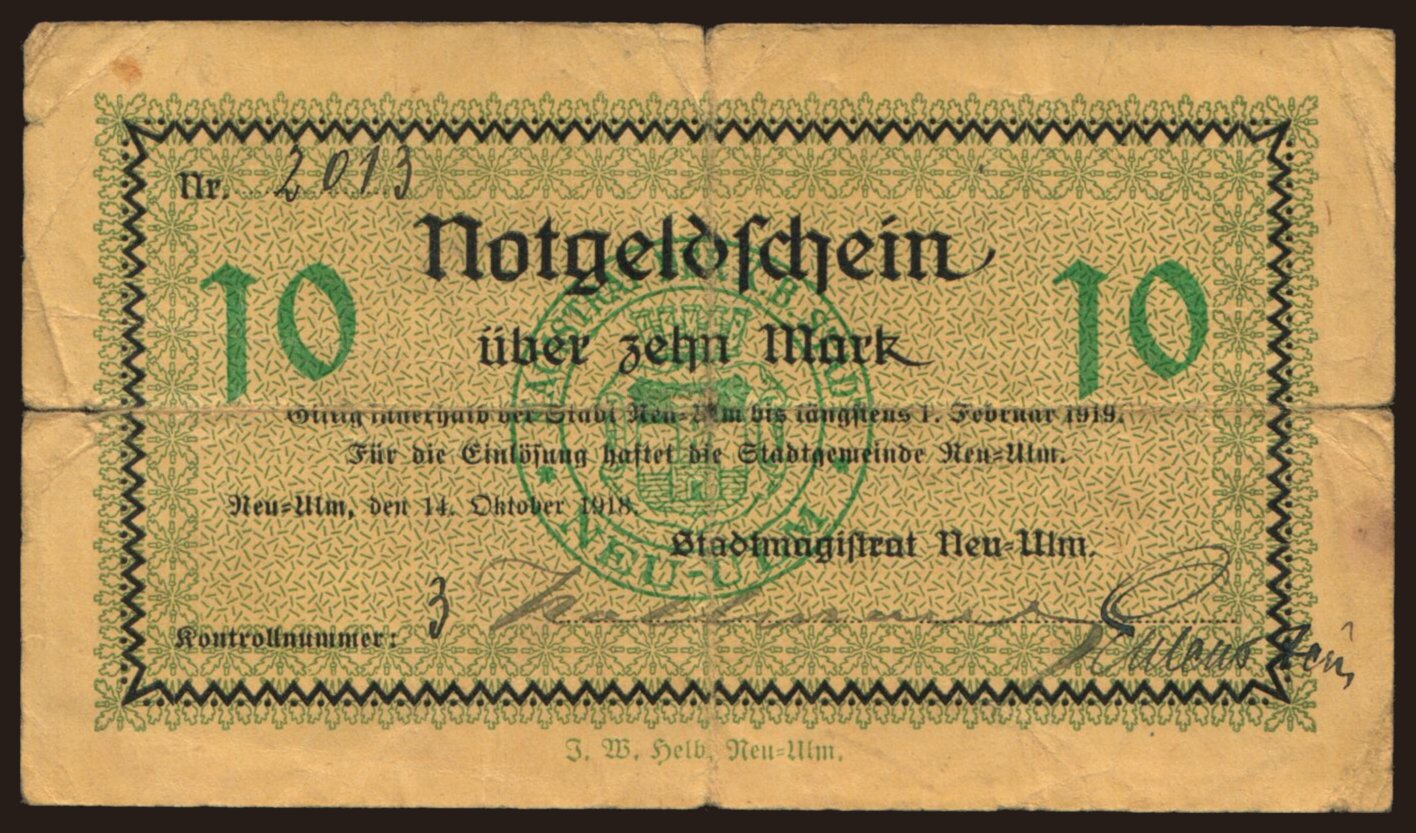 Nr. 2013
Notgeldschein
10 über zehn Mark 10
Gültig innerhalb der Stadt Neu-Ulm bis längstens 1. Februar 1919.
Für die Einlösung haftet die Stadtgemeinde Neu-Ulm.
Neu-Ulm, den 14. Oktober 1918.
Stadtmagistrat Neu-Ulm.
Kontrollnummer: 3
NEU-ULM
J. W. Helb, Neu-Ulm.